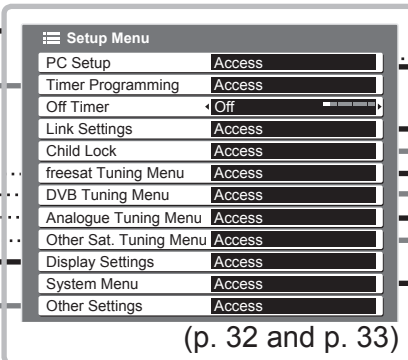 Setup Menu
PC Setup Access
Timer Programming Access
Off Timer Off
Link Settings Access
Child Lock Access
freesat Tuning Menu Access
DVB Tuning Menu Access
Analogue Tuning Menu Access
Other Sat. Tuning Menu Access
Display Settings Access
System Menu Access
Other Settings Access
(p. 32 and p. 33)